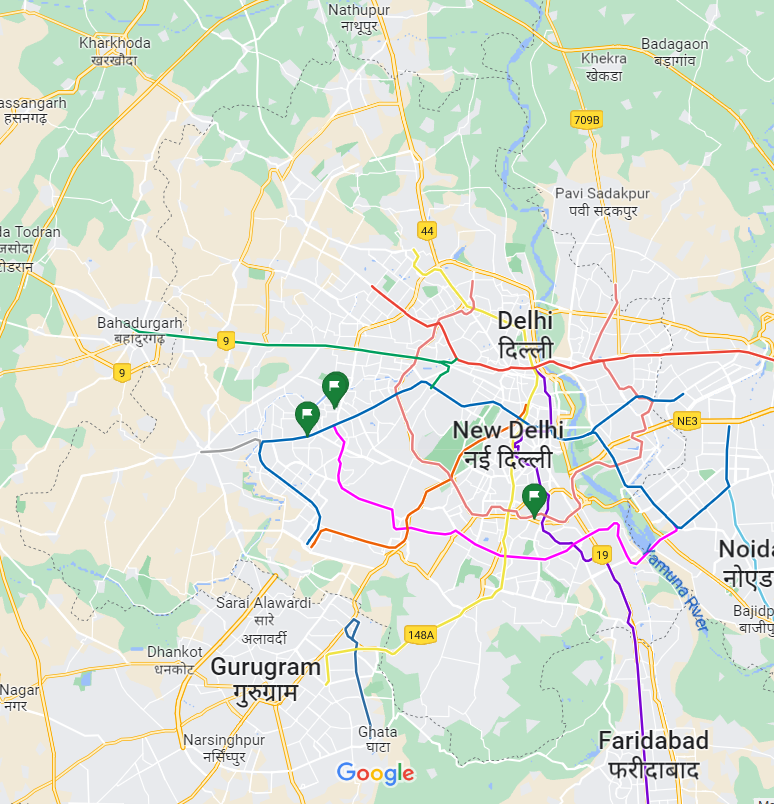 Nathupur
नाथूपुर
Kharkhoda
खरखौदा
Badagaon
बड़ागांव
Khekra
खेकडा
assangarh
हसनगढ़
709B
Pavi Sadakpur
पवी सदकपुर
la Todran
जसोदा
टोडरान
44
Bahadurgarh
बहादुरगढ़
9
Delhi
दिल्ली
9
NE3
New Delhi
नई दिल्ली
19
Noida
नोएड
Yamuna River
Sarai Alawardi
सारे
अलावर्दी
Bajidp
बाजीपु
148A
Dhankot
धनकोट
Gurugram
गुरुग्राम
Nagar
नगर
Narsinghpur
नर्सिंघ्पुर
Ghata
घाटा
Faridabad
फरीदाबाद
Google